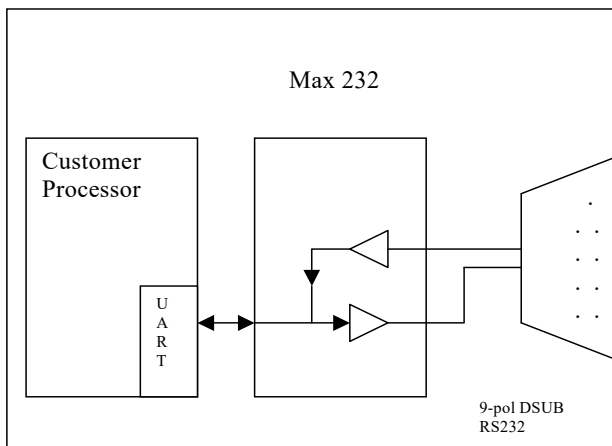 Max 232
Customer
Processor
U
A
R
T
9-pol DSUB
RS232